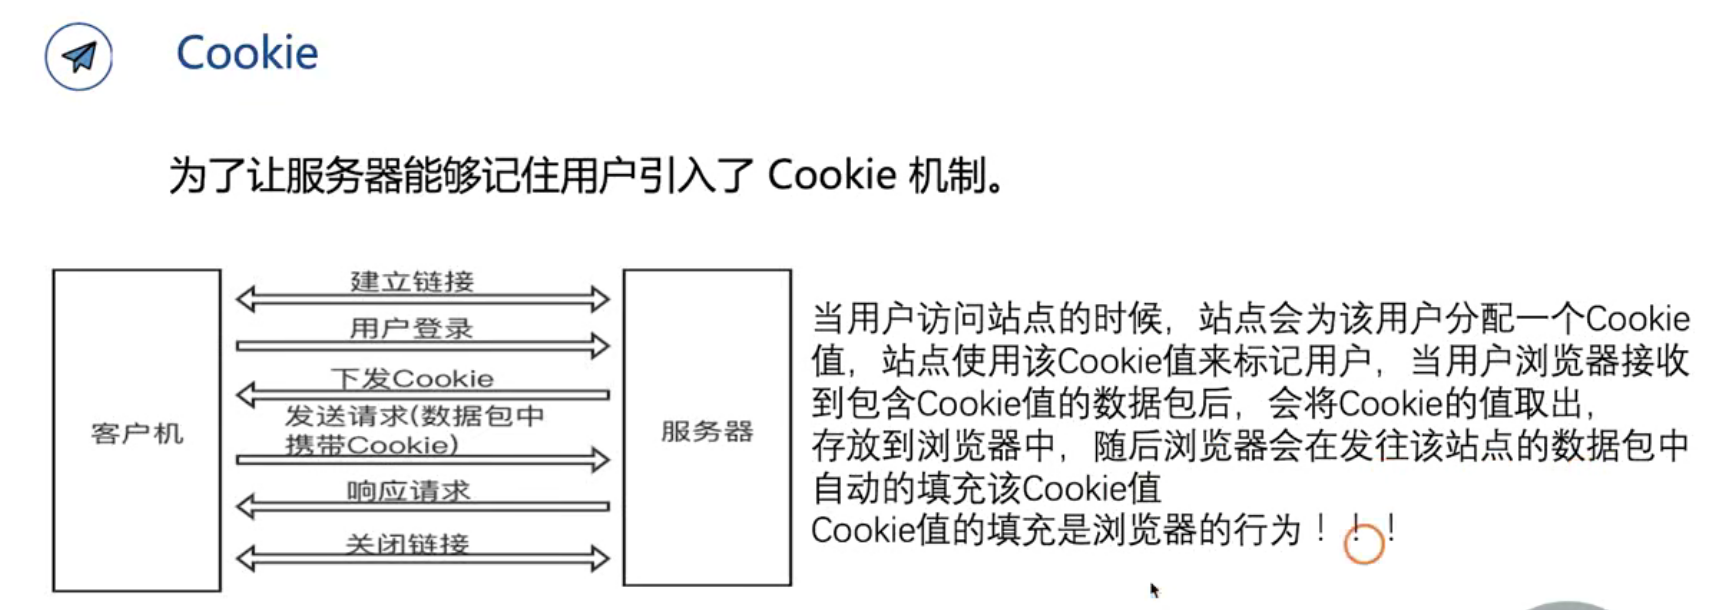 Cookie
为了让服务器能够记住用户引入了 Cookie 机制。
客户机
建立链接
用户登录
下发Cookie
发送请求(数据包中
携带Cookie)
响应请求
关闭链接
服务器
当用户访问站点的时候，站点会为该用户分配一个Cookie
值，站点使用该Cookie值来标记用户，当用户浏览器接收
到包含Cookie值的数据包后，会将Cookie的值取出，
存放到浏览器中，随后浏览器会在发往该站点的数据包中
自动的填充该Cookie值
Cookie值的填充是浏览器的行为！！！